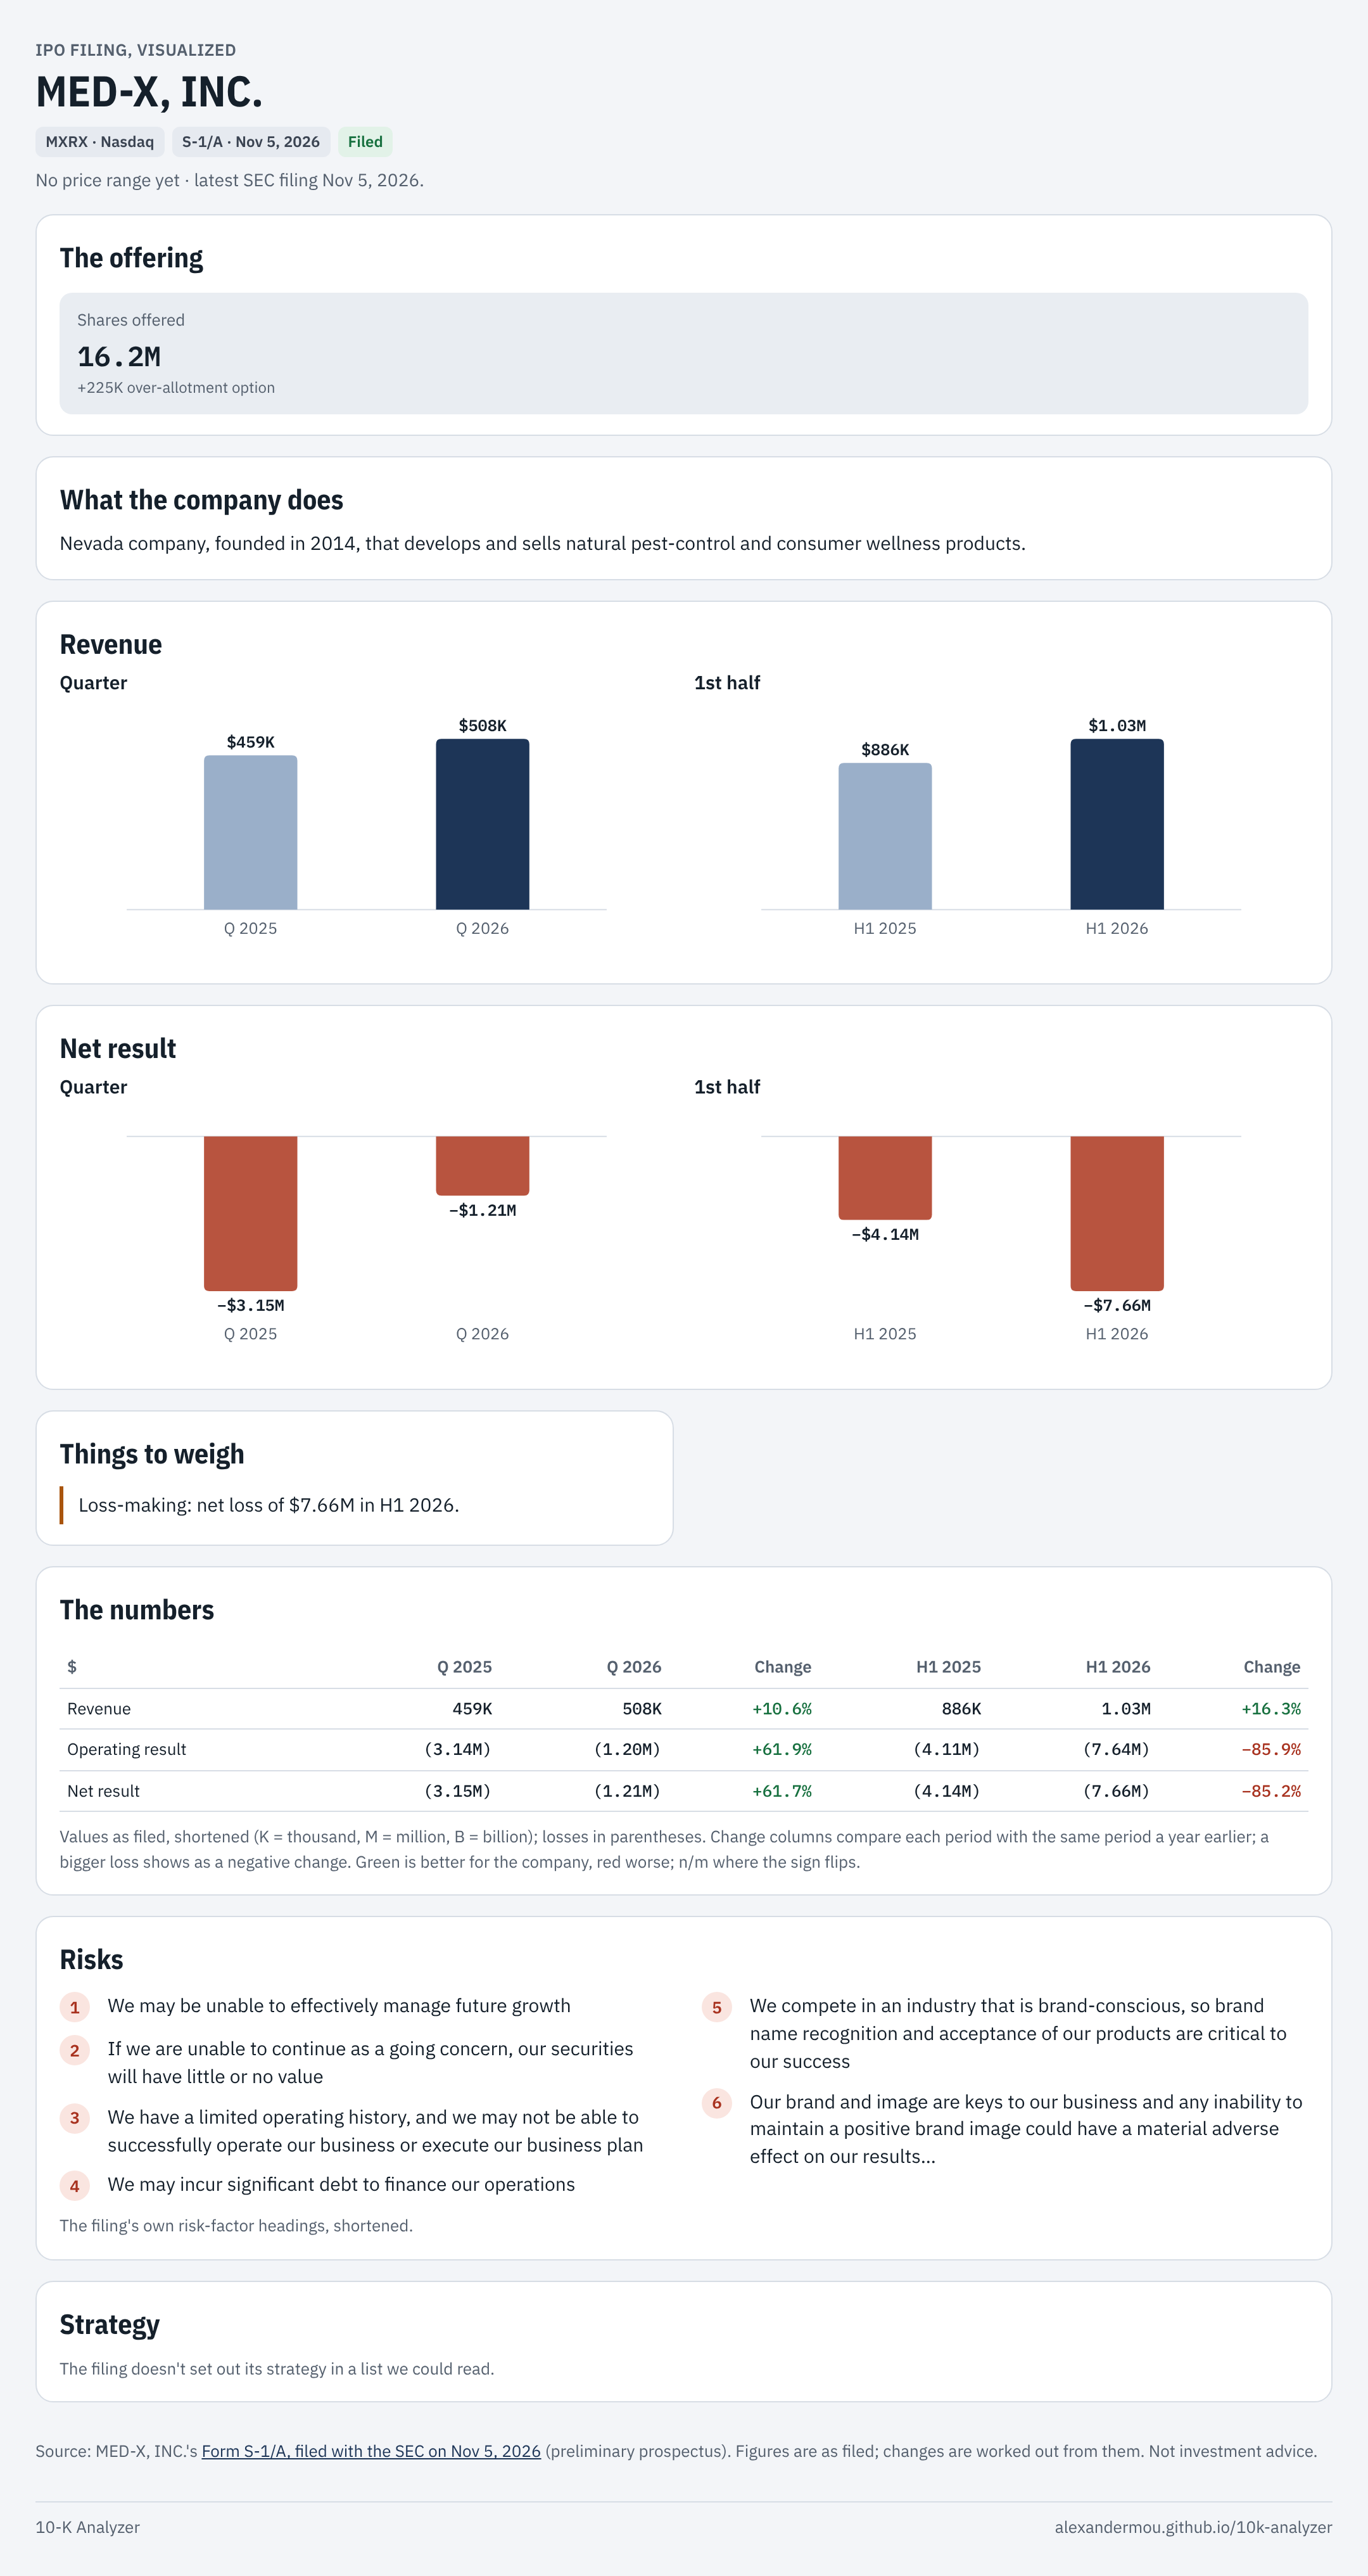 IPO FILING, VISUALIZED
MED-X, INC.
MXRX · Nasdaq
S-1/A · Nov 5, 2026
Filed
No price range yet · latest SEC filing Nov 5, 2026.
The offering
Shares offered
16.2M
+225K over-allotment option
What the company does
Nevada company, founded in 2014, that develops and sells natural pest-control and consumer wellness products.
Revenue
Quarter
$459K
$508K
Q 2025
Q 2026
1st half
$886K
$1.03M
H1 2025
H1 2026
Net result
Quarter
−$3.15M
−$1.21M
Q 2025
Q 2026
1st half
−$4.14M
−$7.66M
H1 2025
H1 2026
Things to weigh
Loss-making: net loss of $7.66M in H1 2026.
The numbers
$ Q 2025 Q 2026 Change H1 2025 H1 2026 Change
Revenue 459K 508K +10.6% 886K 1.03M +16.3%
Operating result (3.14M) (1.20M) +61.9% (4.11M) (7.64M) −85.9%
Net result (3.15M) (1.21M) +61.7% (4.14M) (7.66M) −85.2%
Values as filed, shortened (K = thousand, M = million, B = billion); losses in parentheses. Change columns compare each period with the same period a year earlier; a
bigger loss shows as a negative change. Green is better for the company, red worse; n/m where the sign flips.
Risks
1 We may be unable to effectively manage future growth
2 If we are unable to continue as a going concern, our securities
will have little or no value
3 We have a limited operating history, and we may not be able to
successfully operate our business or execute our business plan
4 We may incur significant debt to finance our operations
5 We compete in an industry that is brand-conscious, so brand
name recognition and acceptance of our products are critical to
our success
6 Our brand and image are keys to our business and any inability to
maintain a positive brand image could have a material adverse
effect on our results…
The filing's own risk-factor headings, shortened.
Strategy
The filing doesn't set out its strategy in a list we could read.
Source: MED-X, INC.'s Form S-1/A, filed with the SEC on Nov 5, 2026 (preliminary prospectus). Figures are as filed; changes are worked out from them. Not investment advice.
10-K Analyzer
alexandermou.github.io/10k-analyzer